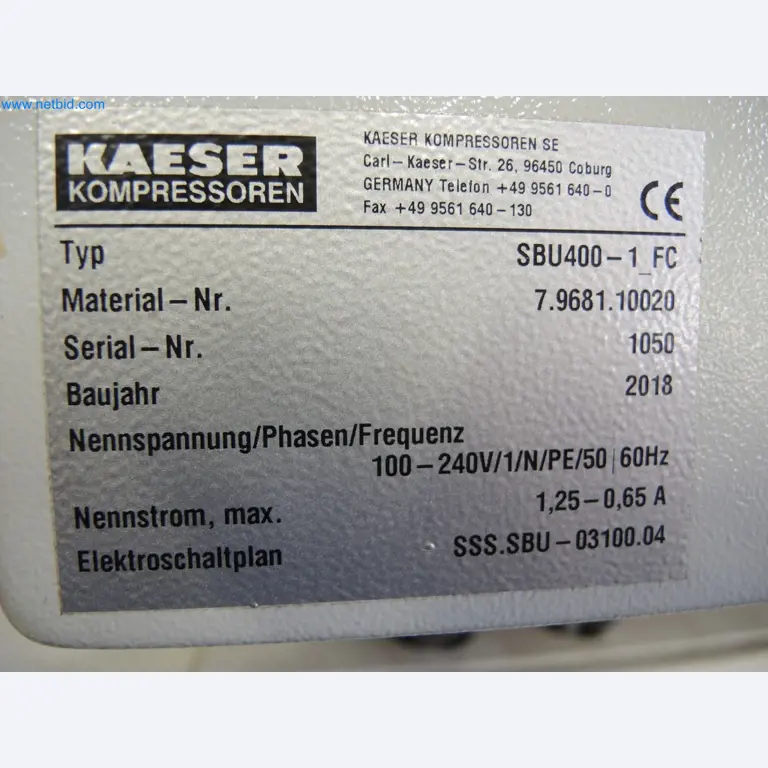 www.netbid.com
KAESER
KOMPRESSOREN
KAESER KOMPRESSOREN SE
Carl-Kaeser-Str. 26, 96450 Coburg
GERMANY Telefon +49 9561 640-0
Fax +49 9561 640-130
CE
Typ SBU400-1_FC
Material-Nr. 7.9681.10020
Serial-Nr. 1050
Baujahr 2018
Nennspannung/Phasen/Frequenz
100-240V/1/N/PE/50|60Hz
Nennstrom, max. 1,25-0,65 A
Elektroschaltplan SSS.SBU-03100.04